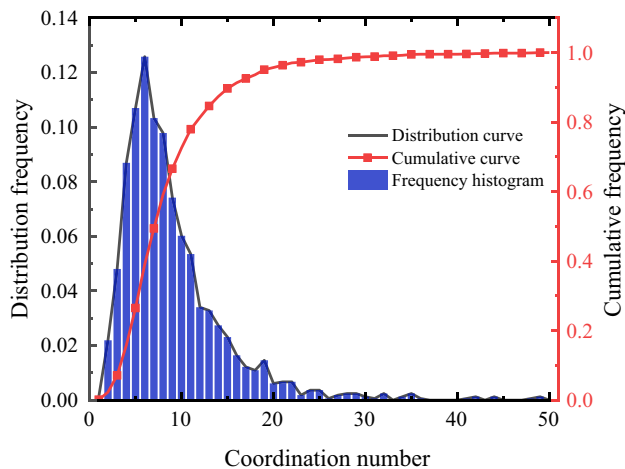 0.14
0.12
0.10
0.08
0.06
0.04
0.02
0.00
Distribution frequency
1.0
0.8
0.6
0.4
0.2
0.0
Cumulative frequency
Distribution curve
Cumulative curve
Frequency histogram
0 10 20 30 40 50
Coordination number